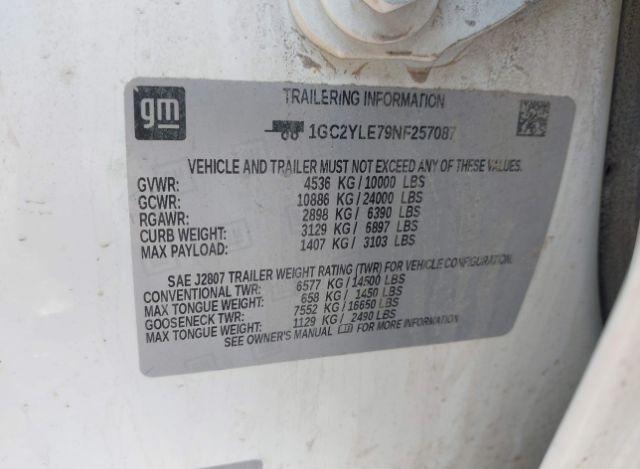 gm
TRAILERING INFORMATION
1GC2YLE79NF257087
VEHICLE AND TRAILER MUST NOT EXCEED ANY OF THESE VALUES.
GVWR: 4536 KG/10000 LBS
GCWR: 10886 KG/24000 LBS
RGAWR: 2898 KG/ 6390 LBS
CURB WEIGHT: 3129 KG/ 6897 LBS
MAX PAYLOAD: 1407 KG/ 3103 LBS
SAE J2807 TRAILER WEIGHT RATING (TWR) FOR VEHICLE CONFIGURATION.
CONVENTIONAL TWR: 6577 KG/14500 LBS
MAX TONGUE WEIGHT: 658 KG/ 1450 LBS
GOOSENECK TWR: 7552 KG/16650 LBS
MAX TONGUE WEIGHT: 1129 KG/ 2490 LBS
SEE OWNER'S MANUAL FOR MORE INFORMATION